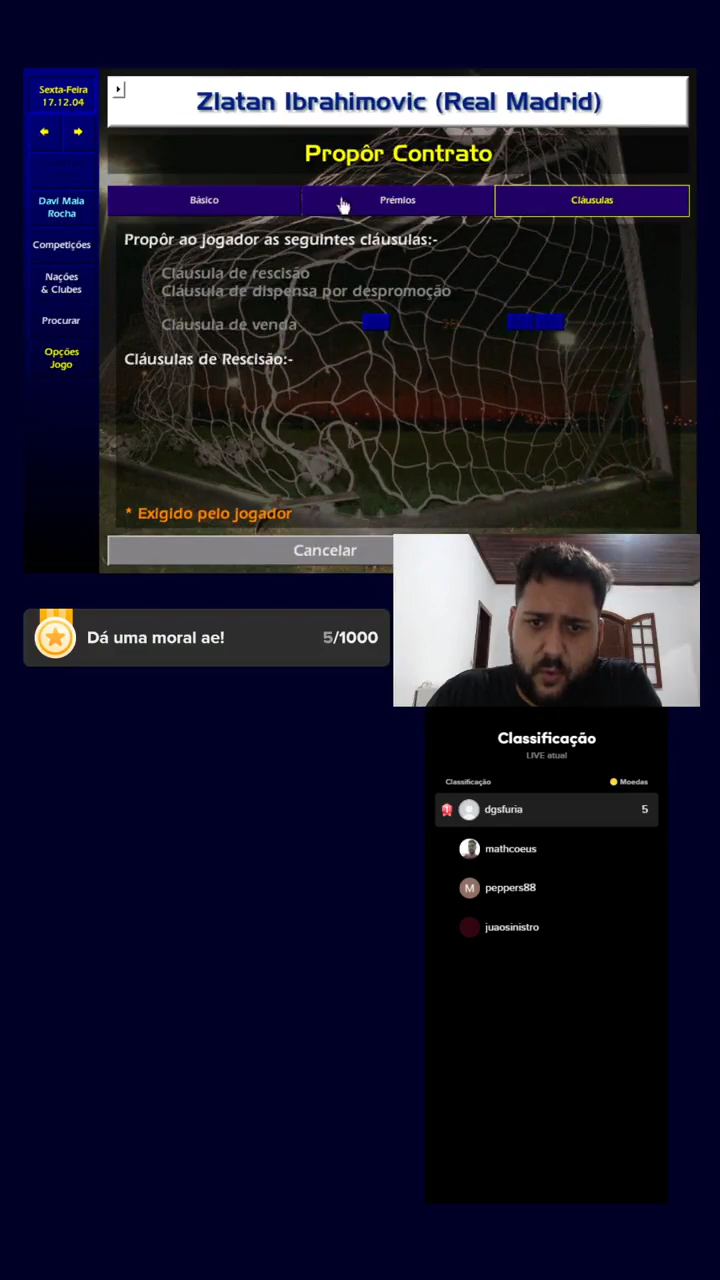 Sexta-Feira
17.12.04
Zlatan Ibrahimovic (Real Madrid)
Propôr Contrato
Davi Maia
Rocha
Competições
Nações
& Clubes
Procurar
Opções
Jogo
Básico
Prémios
Cláusulas
Propôr ao jogador as seguintes cláusulas:-
Cláusula de rescisão
Cláusula de dispensa por despromoção
Cláusula de venda
Cláusulas de Rescisão:-
* Exigido pelo jogador
Cancelar
Dá uma moral ae! 5/1000
Classificação
LIVE atual
Classificação Moedas
1 dgsfuria 5
mathcoeus
M peppers88
juaosinistro